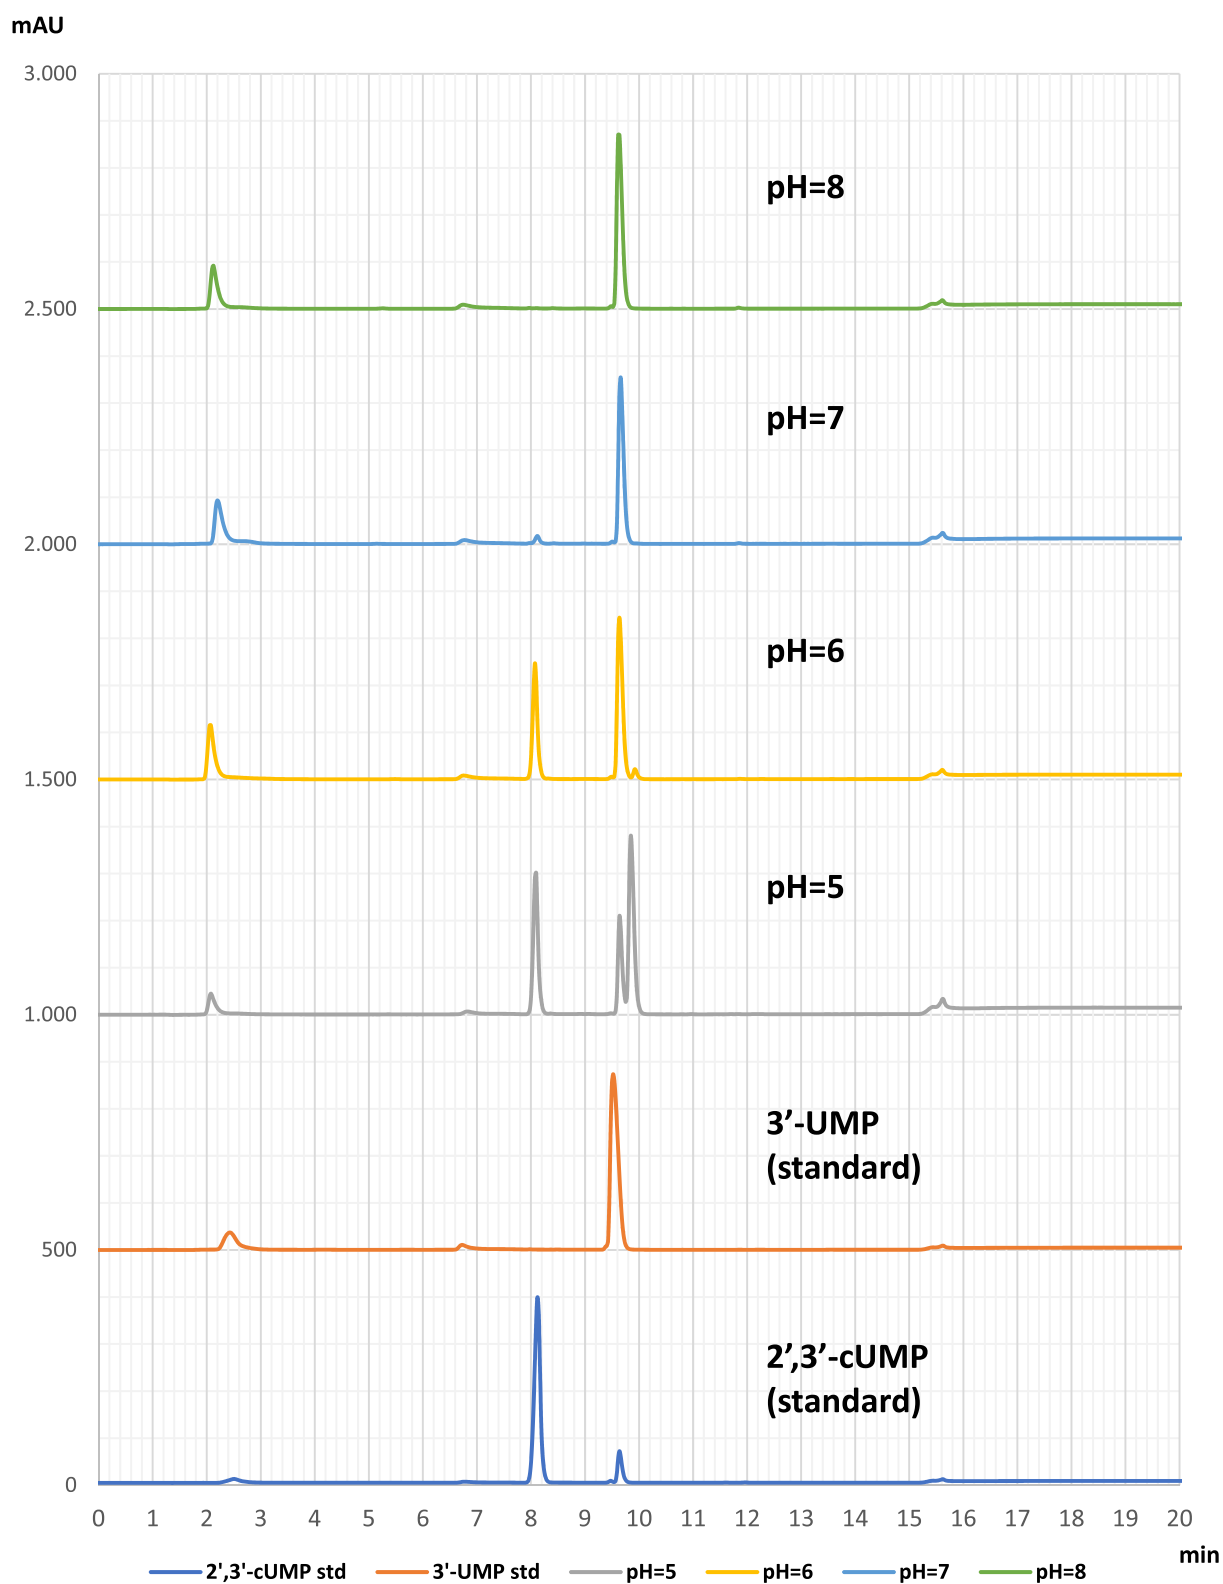 mAU
3.000
pH=8
2.500
pH=7
2.000
pH=6
1.500
pH=5
1.000
3’-UMP
(standard)
500
2’,3’-cUMP
(standard)
0
0 1 2 3 4 5 6 7 8 9 10 11 12 13 14 15 16 17 18 19 20
min
2',3'-cUMP std 3'-UMP std pH=5 pH=6 pH=7 pH=8